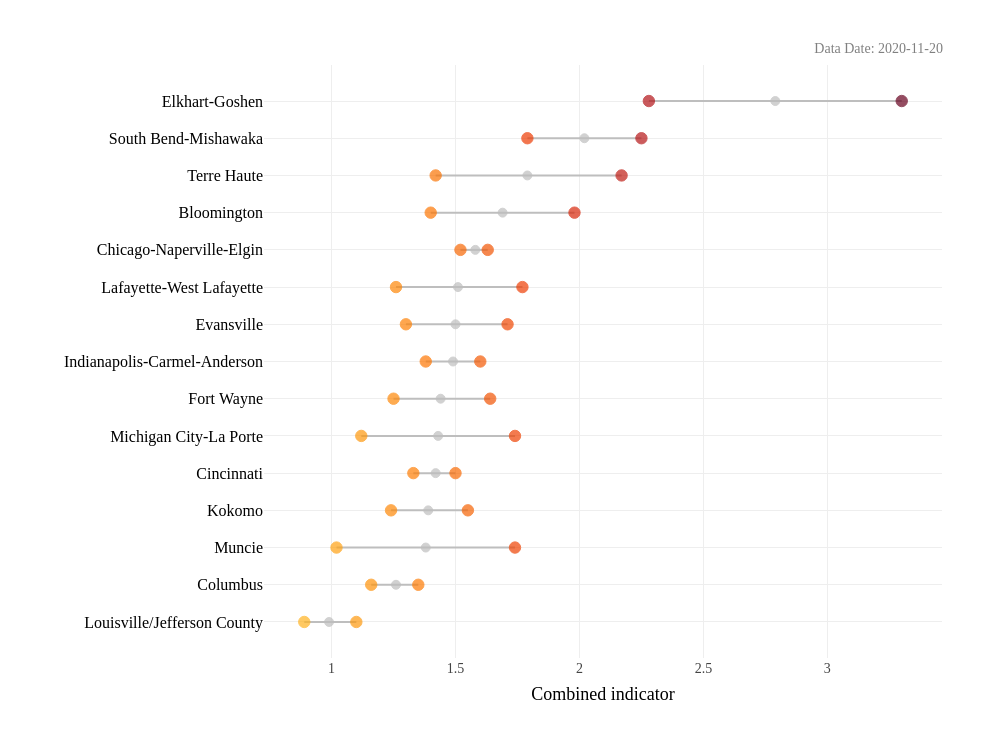 Data Date: 2020-11-20
Elkhart-Goshen
South Bend-Mishawaka
Terre Haute
Bloomington
Chicago-Naperville-Elgin
Lafayette-West Lafayette
Evansville
Indianapolis-Carmel-Anderson
Fort Wayne
Michigan City-La Porte
Cincinnati
Kokomo
Muncie
Columbus
Louisville/Jefferson County
1 1.5 2 2.5 3
Combined indicator